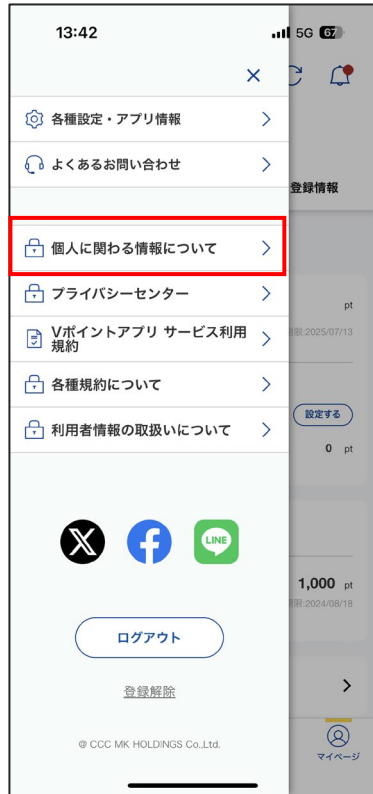 13:42
5G 67
各種設定・アプリ情報
よくあるお問い合わせ
登録情報
個人に関わる情報について
プライバシーセンター
pt
Vポイントアプリ サービス利用
規約
期限:2025/07/13
各種規約について
設定する
利用者情報の取扱いについて
0 pt
LINE
1,000 pt
期限:2024/08/18
ログアウト
登録解除
@ CCC MK HOLDINGS Co.,Ltd.
マイページ